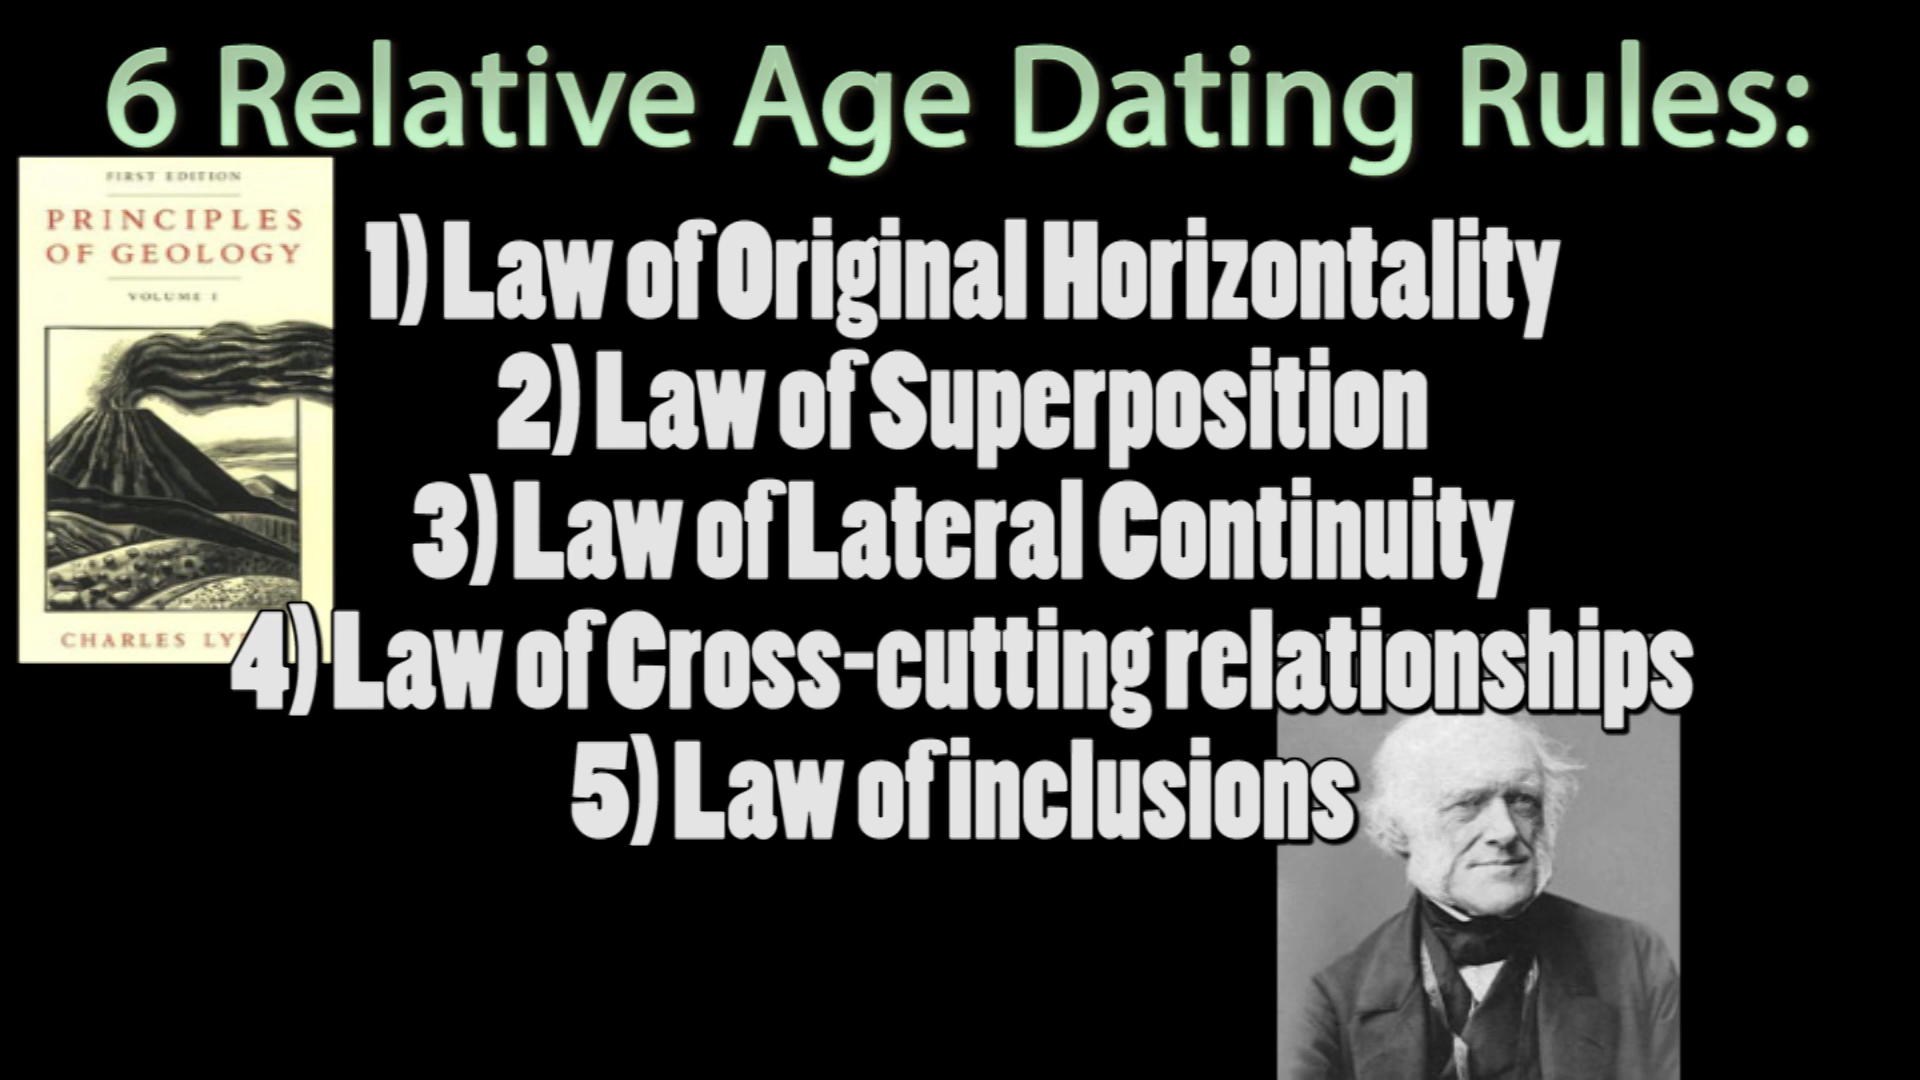 6 Relative Age Dating Rules:
FIRST EDITION
PRINCIPLES
OF GEOLOGY
VOLUME I
CHARLES
1) Law of Original Horizontality
2) Law of Superposition
3) Law of Lateral Continuity
4) Law of Cross-cutting relationships
5) Law of inclusions